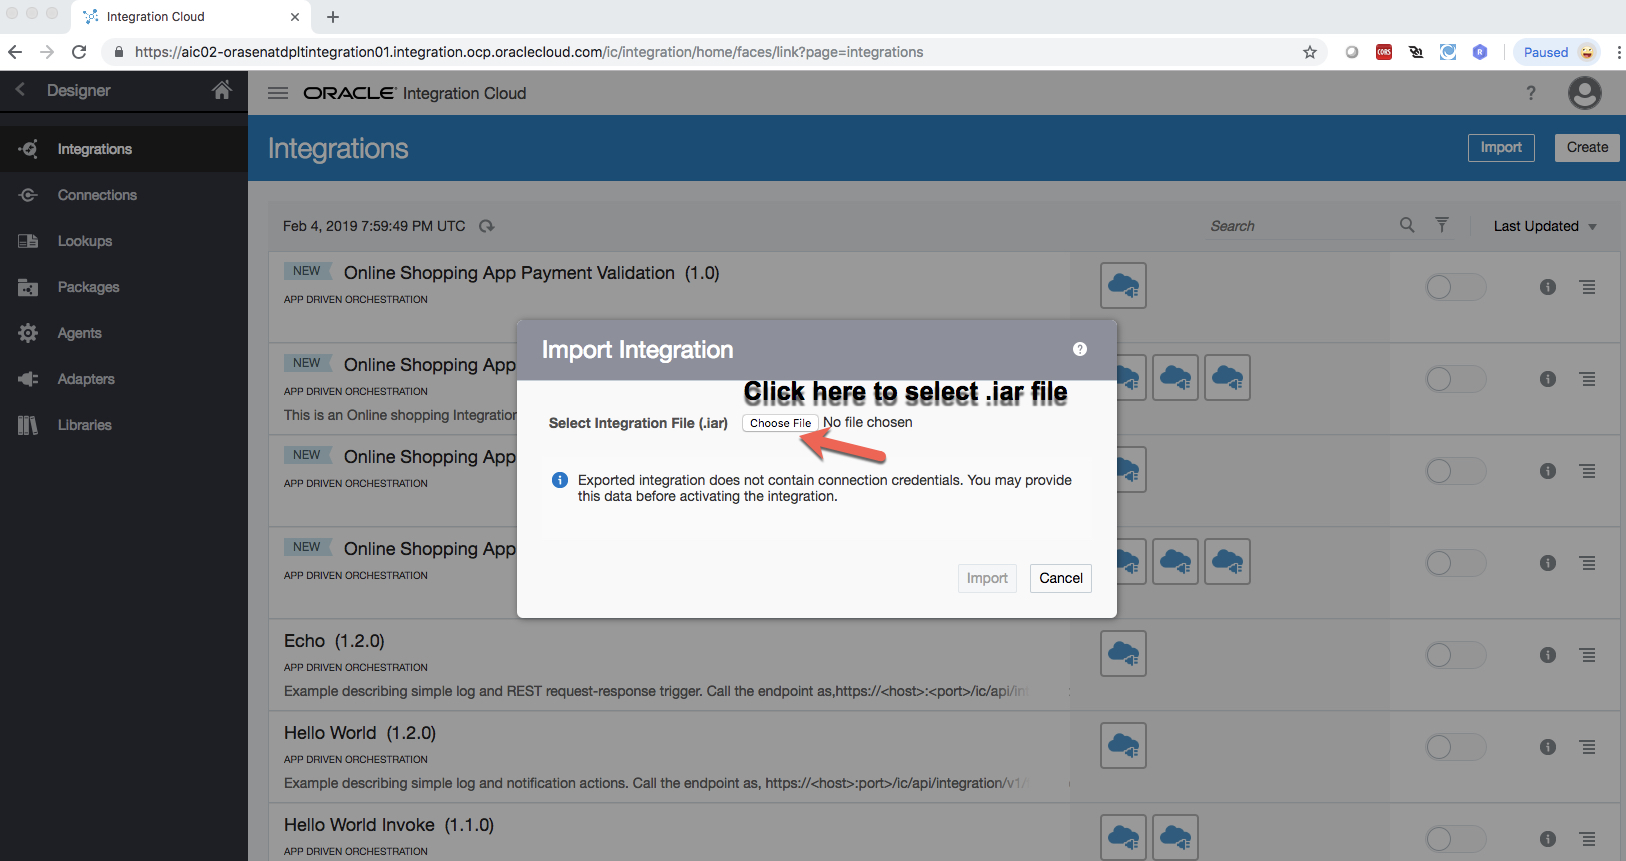 Integration Cloud
https://aic02-orasenatdpltintegration01.integration.ocp.oraclecloud.com/ic/integration/home/faces/link?page=integrations
CORS
R
Paused
Designer
ORACLE Integration Cloud
?
Integrations
Connections
Lookups
Packages
Agents
Adapters
Libraries
Integrations
Import
Create
Feb 4, 2019 7:59:49 PM UTC
Search
Last Updated
NEW Online Shopping App Payment Validation (1.0)
APP DRIVEN ORCHESTRATION
NEW Online Shopping App
APP DRIVEN ORCHESTRATION
This is an Online shopping Integration
NEW Online Shopping App
APP DRIVEN ORCHESTRATION
NEW Online Shopping App
APP DRIVEN ORCHESTRATION
Echo (1.2.0)
APP DRIVEN ORCHESTRATION
Example describing simple log and REST request-response trigger. Call the endpoint as,https://<host>:<port>/ic/api/in
Hello World (1.2.0)
APP DRIVEN ORCHESTRATION
Example describing simple log and notification actions. Call the endpoint as, https://<host>:port>/ic/api/integration/v1/
Hello World Invoke (1.1.0)
APP DRIVEN ORCHESTRATION
Import Integration
?
Click here to select .iar file
Select Integration File (.iar) Choose File No file chosen
Exported integration does not contain connection credentials. You may provide
this data before activating the integration.
Import
Cancel